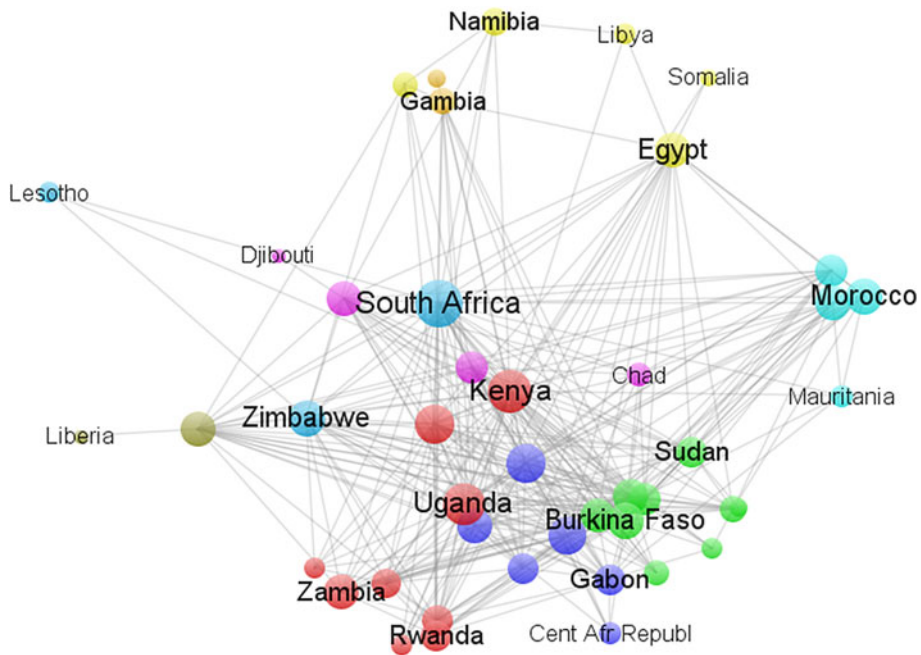 Namibia
Libya
Somalia
Gambia
Egypt
Lesotho
Djibouti
South Africa
Morocco
Chad
Kenya
Mauritania
Zimbabwe
Liberia
Sudan
Uganda
Burkina Faso
Gabon
Zambia
Rwanda
Cent Afr Republ